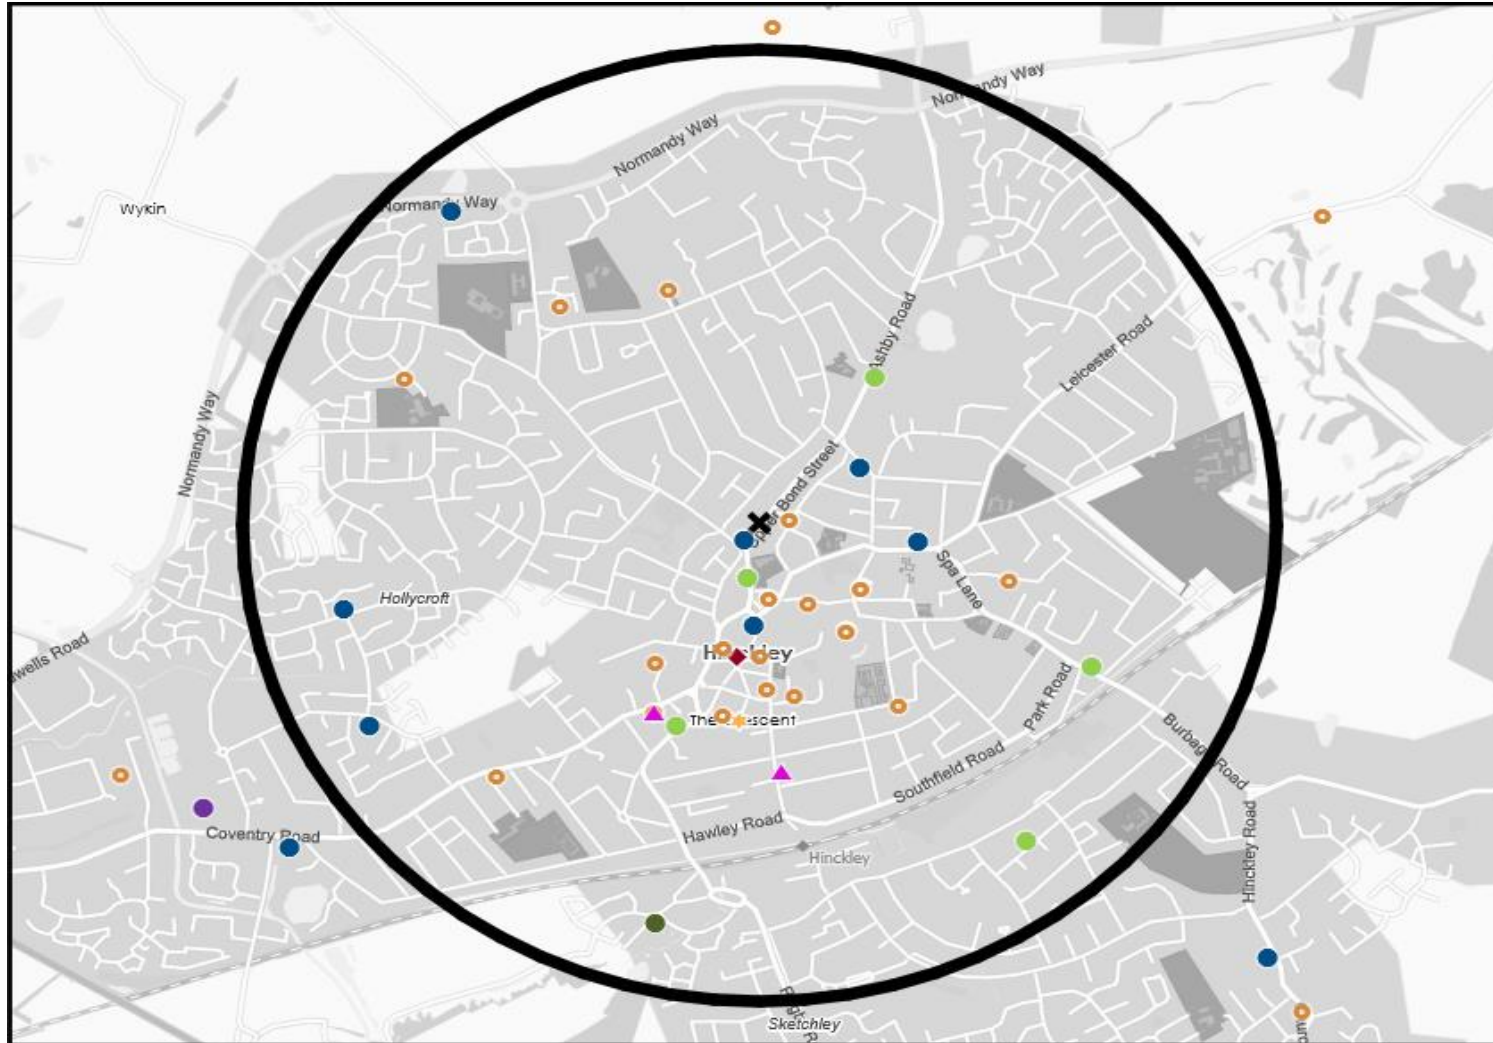 Normandy Way
Normandy Way
Wykin
Normandy Way
Ashby Road
Leicester Road
Normandy Way
Upper Bond Street
Spa Lane
Hollycroft
Hinckley
Park Road
The Crescent
Burbage Road
Southfield Road
Coventry Road
Hawley Road
Hinckley
Hinckley Road
Sketchley